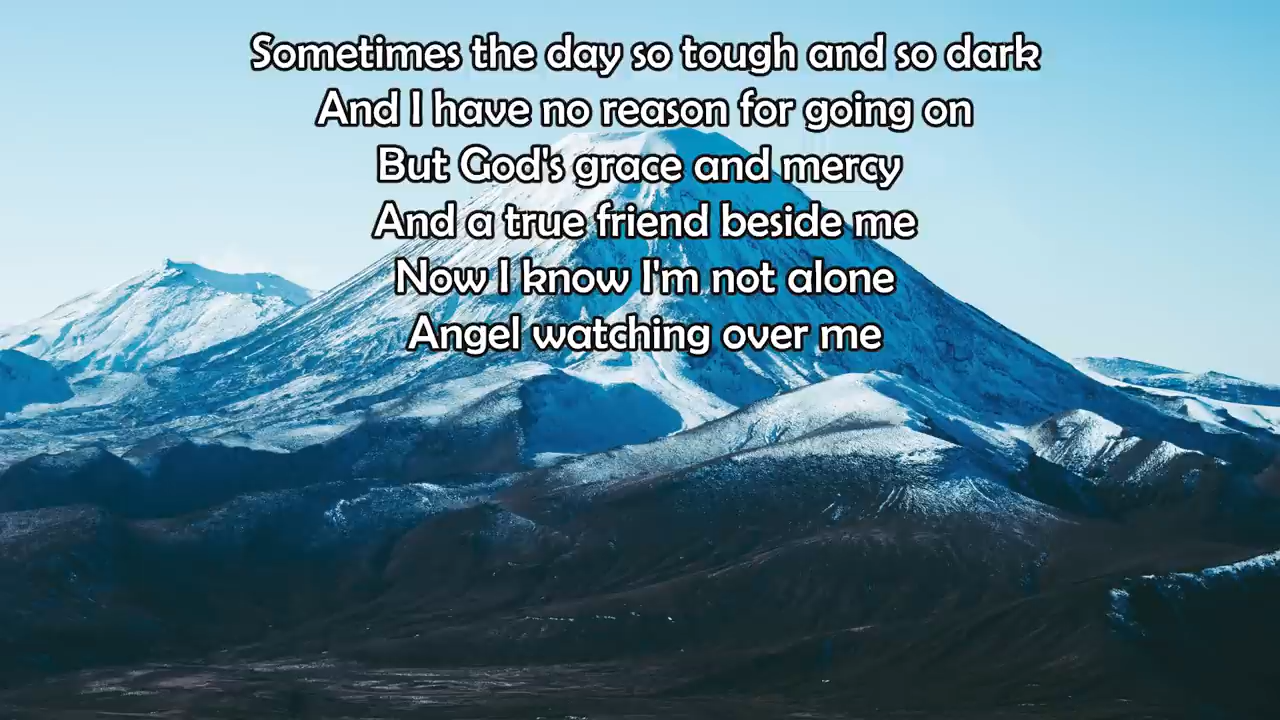 Sometimes the day so tough and so dark
And I have no reason for going on
But God's grace and mercy
And a true friend beside me
Now I know I'm not alone
Angel watching over me